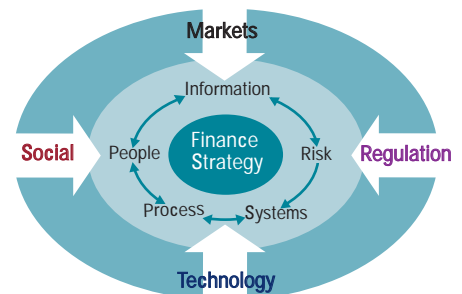 Markets
Information
Finance
Strategy
Social
People
Risk
Regulation
Process
Systems
Technology